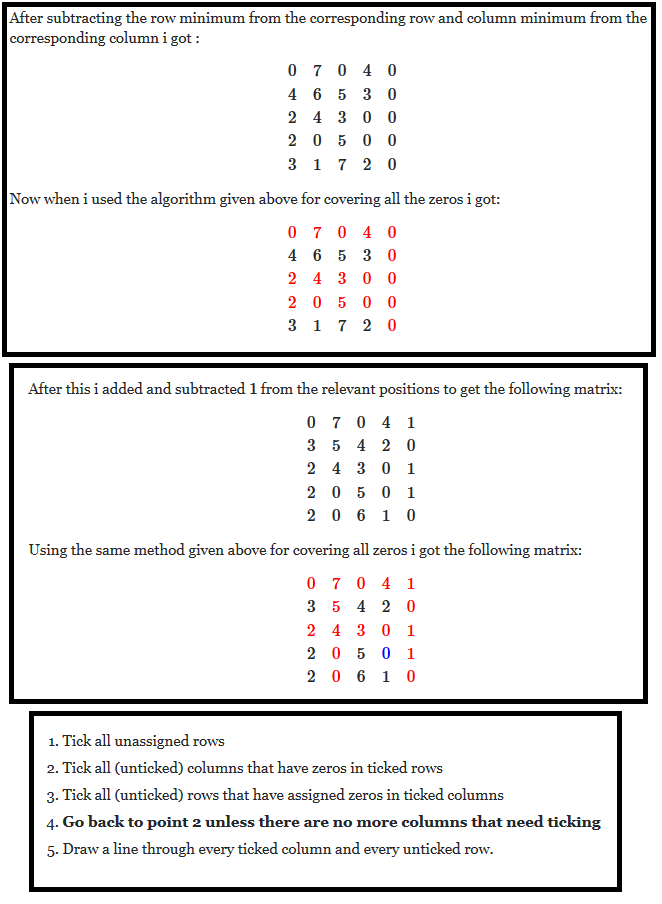 After subtracting the row minimum from the corresponding row and column minimum from the
corresponding column i got :
0 7 0 4 0
4 6 5 3 0
2 4 3 0 0
2 0 5 0 0
3 1 7 2 0
Now when i used the algorithm given above for covering all the zeros i got:
0 7 0 4 0
4 6 5 3 0
2 4 3 0 0
2 0 5 0 0
3 1 7 2 0
After this i added and subtracted 1 from the relevant positions to get the following matrix:
0 7 0 4 1
3 5 4 2 0
2 4 3 0 1
2 0 5 0 1
2 0 6 1 0
Using the same method given above for covering all zeros i got the following matrix:
0 7 0 4 1
3 5 4 2 0
2 4 3 0 1
2 0 5 0 1
2 0 6 1 0
1. Tick all unassigned rows
2. Tick all (unticked) columns that have zeros in ticked rows
3. Tick all (unticked) rows that have assigned zeros in ticked columns
4. Go back to point 2 unless there are no more columns that need ticking
5. Draw a line through every ticked column and every unticked row.